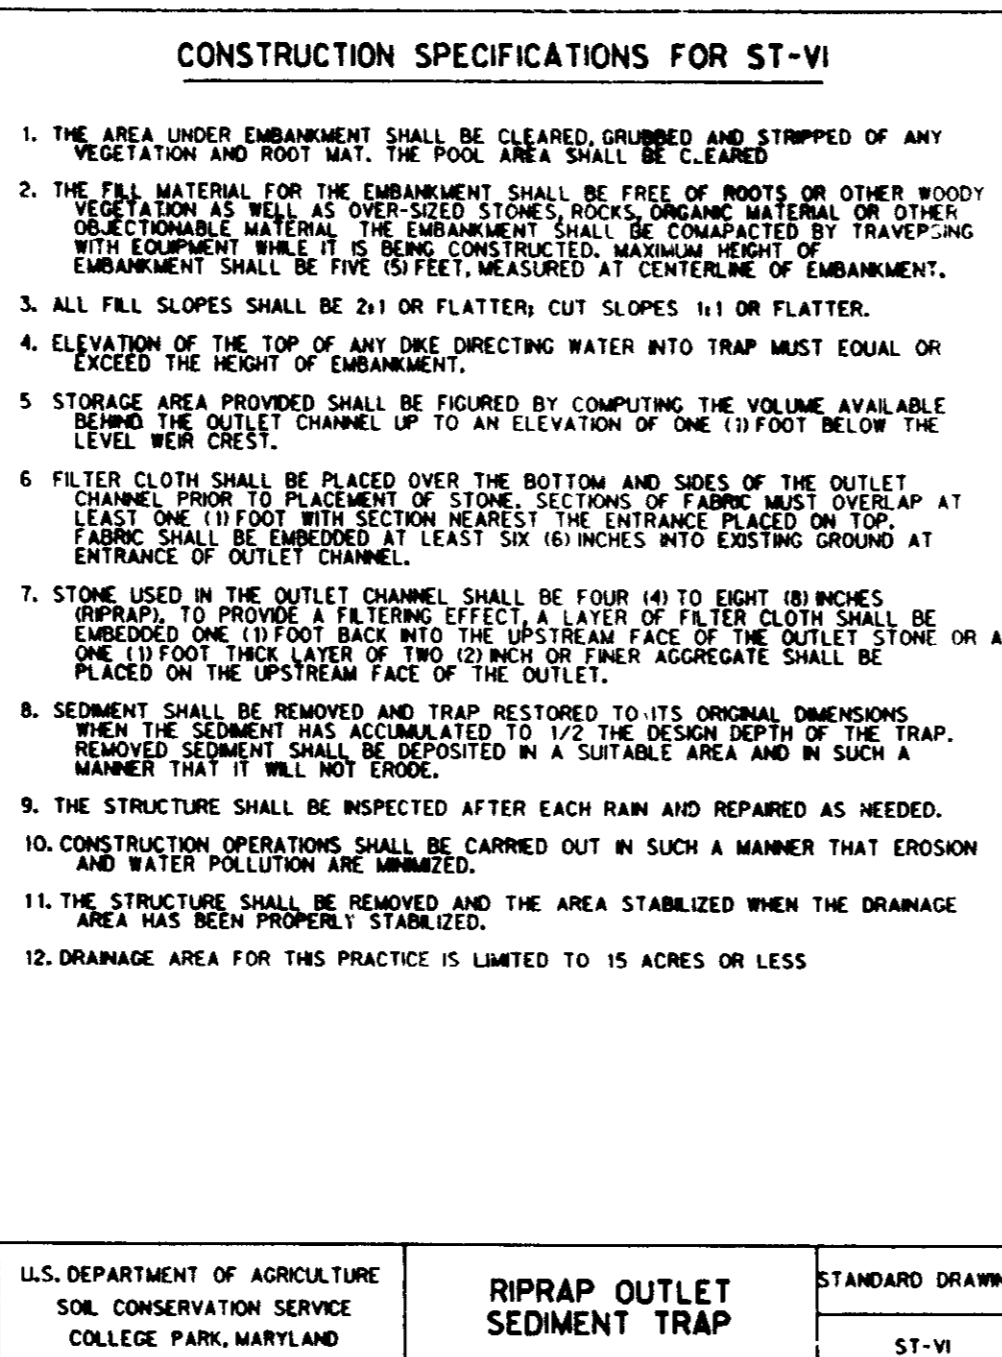 CONSTRUCTION SPECIFICATIONS FOR ST-VI
1. THE AREA UNDER EMBANKMENT SHALL BE CLEARED, GRUBBED AND STRIPPED OF ANY
VEGETATION AND ROOT MAT. THE POOL AREA SHALL BE CLEARED
2. THE FILL MATERIAL FOR THE EMBANKMENT SHALL BE FREE OF ROOTS OR OTHER WOODY
VEGETATION AS WELL AS OVER-SIZED STONES, ROCKS, ORGANIC MATERIAL OR OTHER
OBJECTIONABLE MATERIAL THE EMBANKMENT SHALL BE COMAPACTED BY TRAVERSING
WITH EQUIPMENT WHILE IT IS BEING CONSTRUCTED. MAXIMUM HEIGHT OF
EMBANKMENT SHALL BE FIVE (5) FEET, MEASURED AT CENTERLINE OF EMBANKMENT.
3. ALL FILL SLOPES SHALL BE 2:1 OR FLATTER; CUT SLOPES 1:1 OR FLATTER.
4. ELEVATION OF THE TOP OF ANY DIKE DIRECTING WATER INTO TRAP MUST EQUAL OR
EXCEED THE HEIGHT OF EMBANKMENT.
5 STORAGE AREA PROVIDED SHALL BE FIGURED BY COMPUTING THE VOLUME AVAILABLE
BEHIND THE OUTLET CHANNEL UP TO AN ELEVATION OF ONE (1) FOOT BELOW THE
LEVEL WEIR CREST.
6 FILTER CLOTH SHALL BE PLACED OVER THE BOTTOM AND SIDES OF THE OUTLET
CHANNEL PRIOR TO PLACEMENT OF STONE. SECTIONS OF FABRIC MUST OVERLAP AT
LEAST ONE (1) FOOT WITH SECTION NEAREST THE ENTRANCE PLACED ON TOP.
FABRIC SHALL BE EMBEDDED AT LEAST SIX (6) INCHES INTO EXISTING GROUND AT
ENTRANCE OF OUTLET CHANNEL.
7. STONE USED IN THE OUTLET CHANNEL SHALL BE FOUR (4) TO EIGHT (8) INCHES
(RIPRAP). TO PROVIDE A FILTERING EFFECT, A LAYER OF FILTER CLOTH SHALL BE
EMBEDDED ONE (1) FOOT BACK INTO THE UPSTREAM FACE OF THE OUTLET STONE OR A
ONE (1) FOOT THICK LAYER OF TWO (2) INCH OR FINER AGGREGATE SHALL BE
PLACED ON THE UPSTREAM FACE OF THE OUTLET.
8. SEDIMENT SHALL BE REMOVED AND TRAP RESTORED TO ITS ORIGINAL DIMENSIONS
WHEN THE SEDIMENT HAS ACCUMULATED TO 1/2 THE DESIGN DEPTH OF THE TRAP.
REMOVED SEDIMENT SHALL BE DEPOSITED IN A SUITABLE AREA AND IN SUCH A
MANNER THAT IT WILL NOT ERODE.
9. THE STRUCTURE SHALL BE INSPECTED AFTER EACH RAIN AND REPAIRED AS NEEDED.
10. CONSTRUCTION OPERATIONS SHALL BE CARRIED OUT IN SUCH A MANNER THAT EROSION
AND WATER POLLUTION ARE MINIMIZED.
11. THE STRUCTURE SHALL BE REMOVED AND THE AREA STABILIZED WHEN THE DRAINAGE
AREA HAS BEEN PROPERLY STABILIZED.
12. DRAINAGE AREA FOR THIS PRACTICE IS LIMITED TO 15 ACRES OR LESS
U.S. DEPARTMENT OF AGRICULTURE
SOIL CONSERVATION SERVICE
COLLEGE PARK, MARYLAND
RIPRAP OUTLET
SEDIMENT TRAP
STANDARD DRAWIN
ST-VI